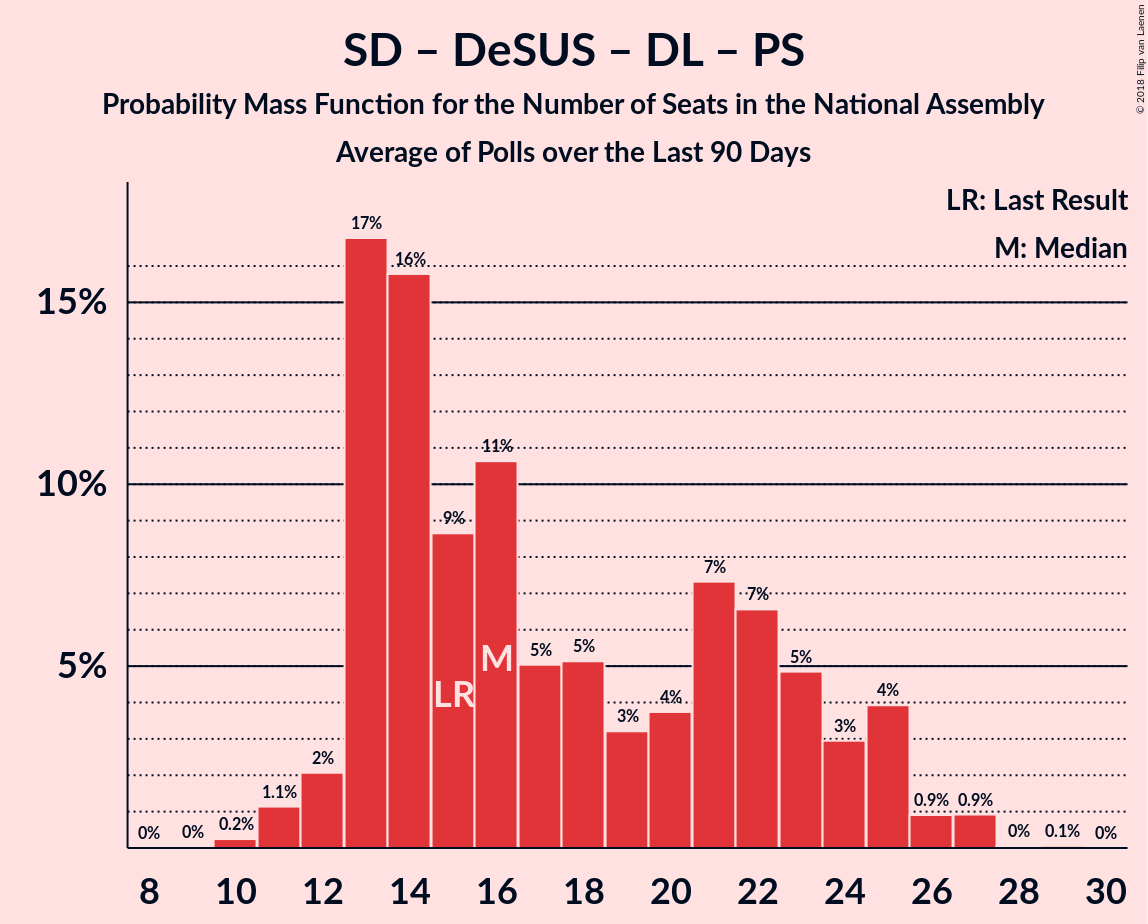 SD – DeSUS – DL – PS
Probability Mass Function for the Number of Seats in the National Assembly
Average of Polls over the Last 90 Days
© 2018 Filip van Laenen
LR: Last Result
M: Median
15%
10%
5%
0%
0%
0.2%
1.1%
2%
17%
16%
9%
11%
5%
5%
3%
4%
7%
7%
5%
3%
4%
0.9%
0.9%
0%
0.1%
0%
LR
M
8 10 12 14 16 18 20 22 24 26 28 30